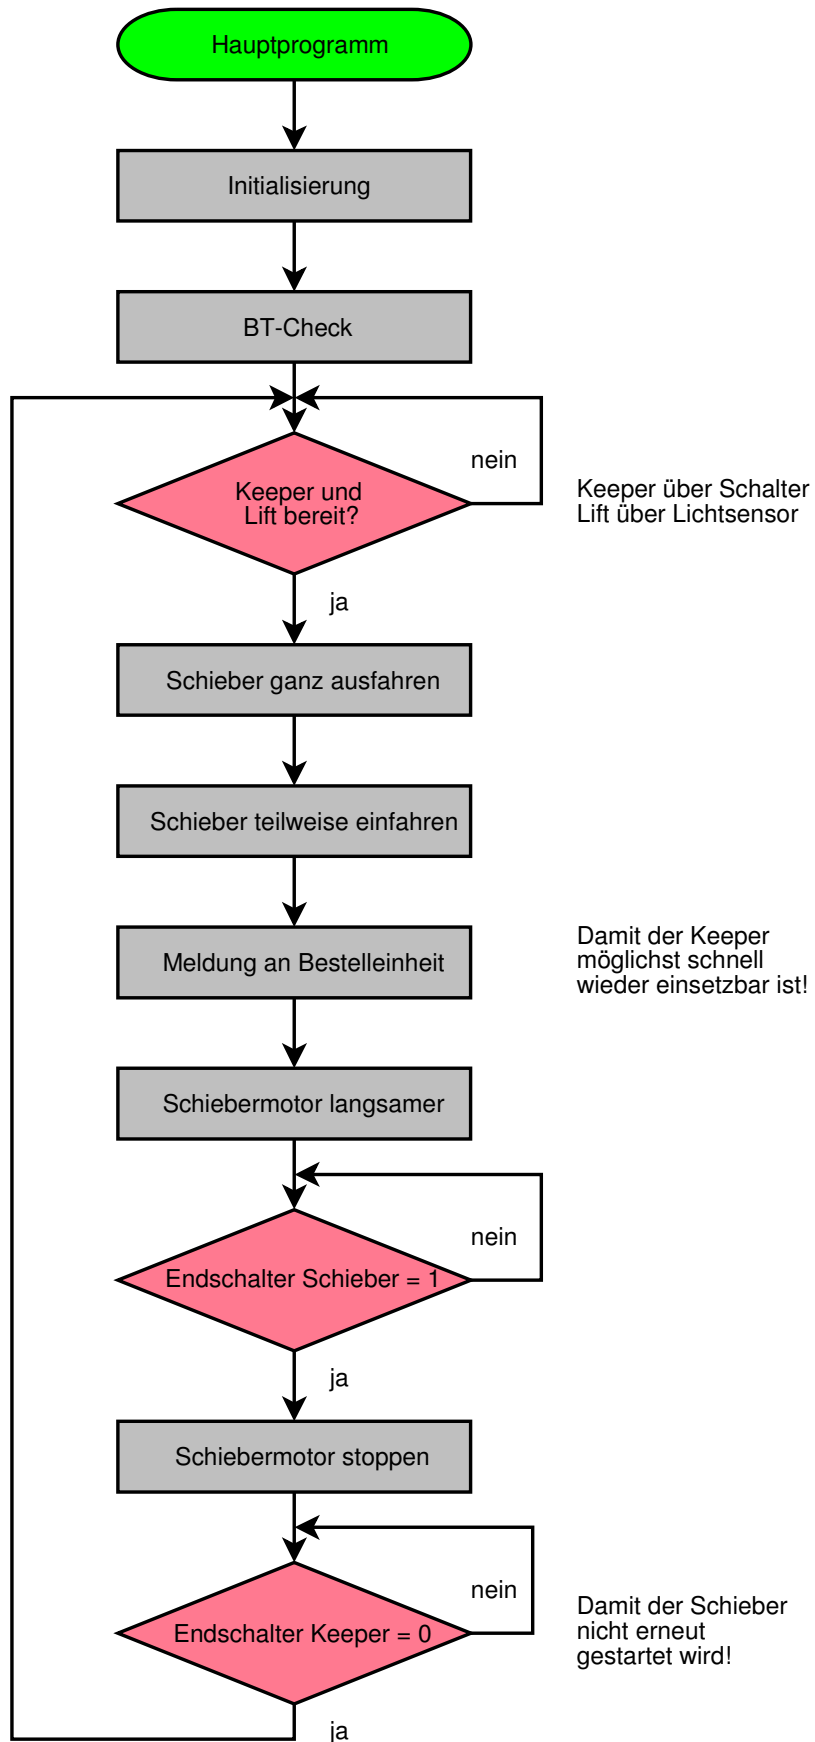 Hauptprogramm
Initialisierung
BT-Check
nein
Keeper und
Lift bereit?
Keeper über Schalter
Lift über Lichtsensor
ja
Schieber ganz ausfahren
Schieber teilweise einfahren
Meldung an Bestelleinheit
Damit der Keeper
möglichst schnell
wieder einsetzbar ist!
Schiebermotor langsamer
nein
Endschalter Schieber = 1
ja
Schiebermotor stoppen
nein
Endschalter Keeper = 0
Damit der Schieber
nicht erneut
gestartet wird!
ja